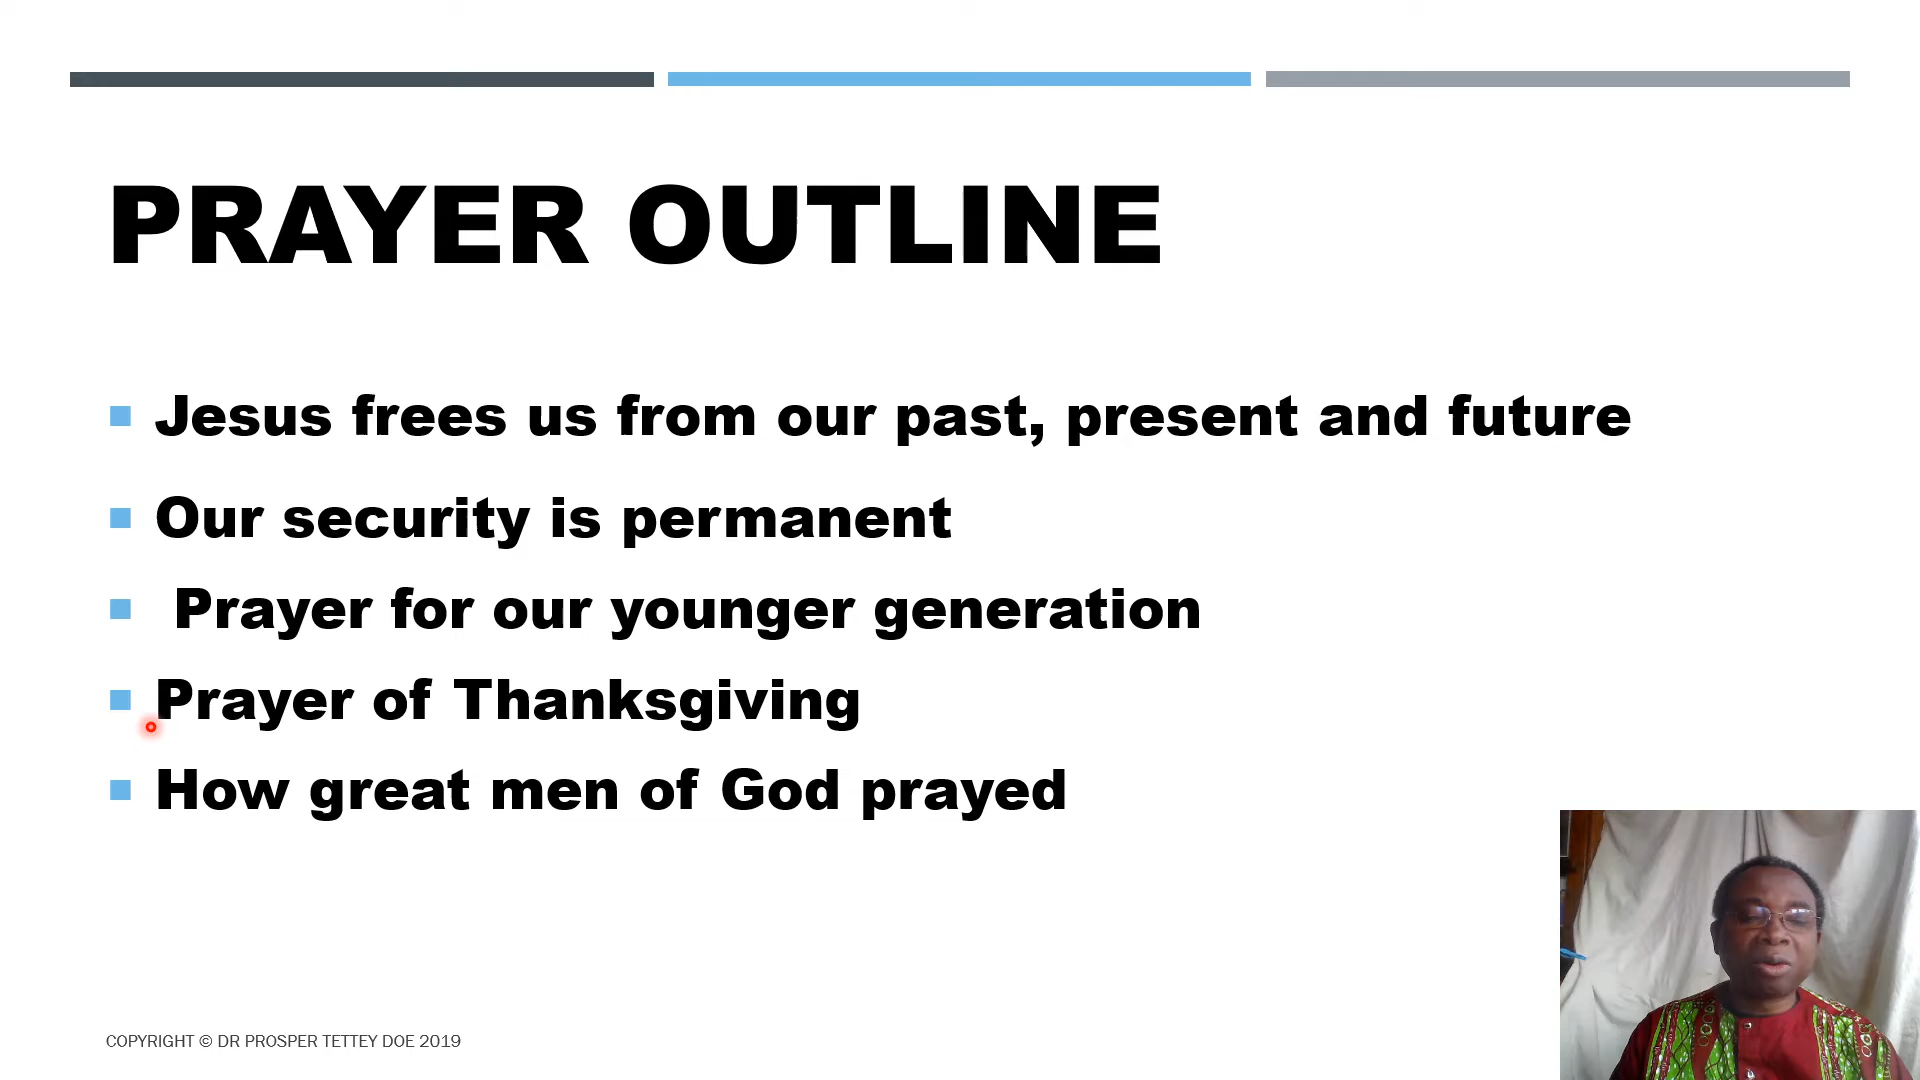 PRAYER OUTLINE
Jesus frees us from our past, present and future
Our security is permanent
Prayer for our younger generation
Prayer of Thanksgiving
How great men of God prayed
COPYRIGHT © DR PROSPER TETTEY DOE 2019